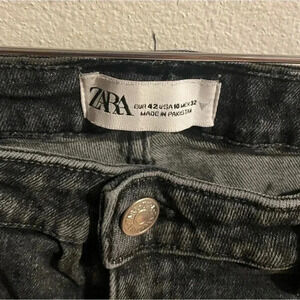 ZARA
EUR 42 USA 10 MEX 32
MADE IN PAKISTAN